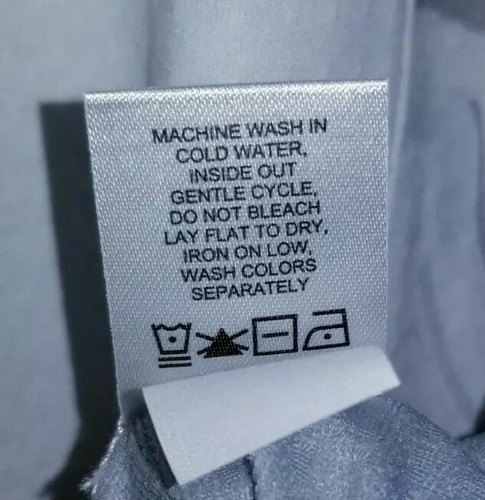 MACHINE WASH IN
COLD WATER,
INSIDE OUT
GENTLE CYCLE,
DO NOT BLEACH
LAY FLAT TO DRY,
IRON ON LOW,
WASH COLORS
SEPARATELY